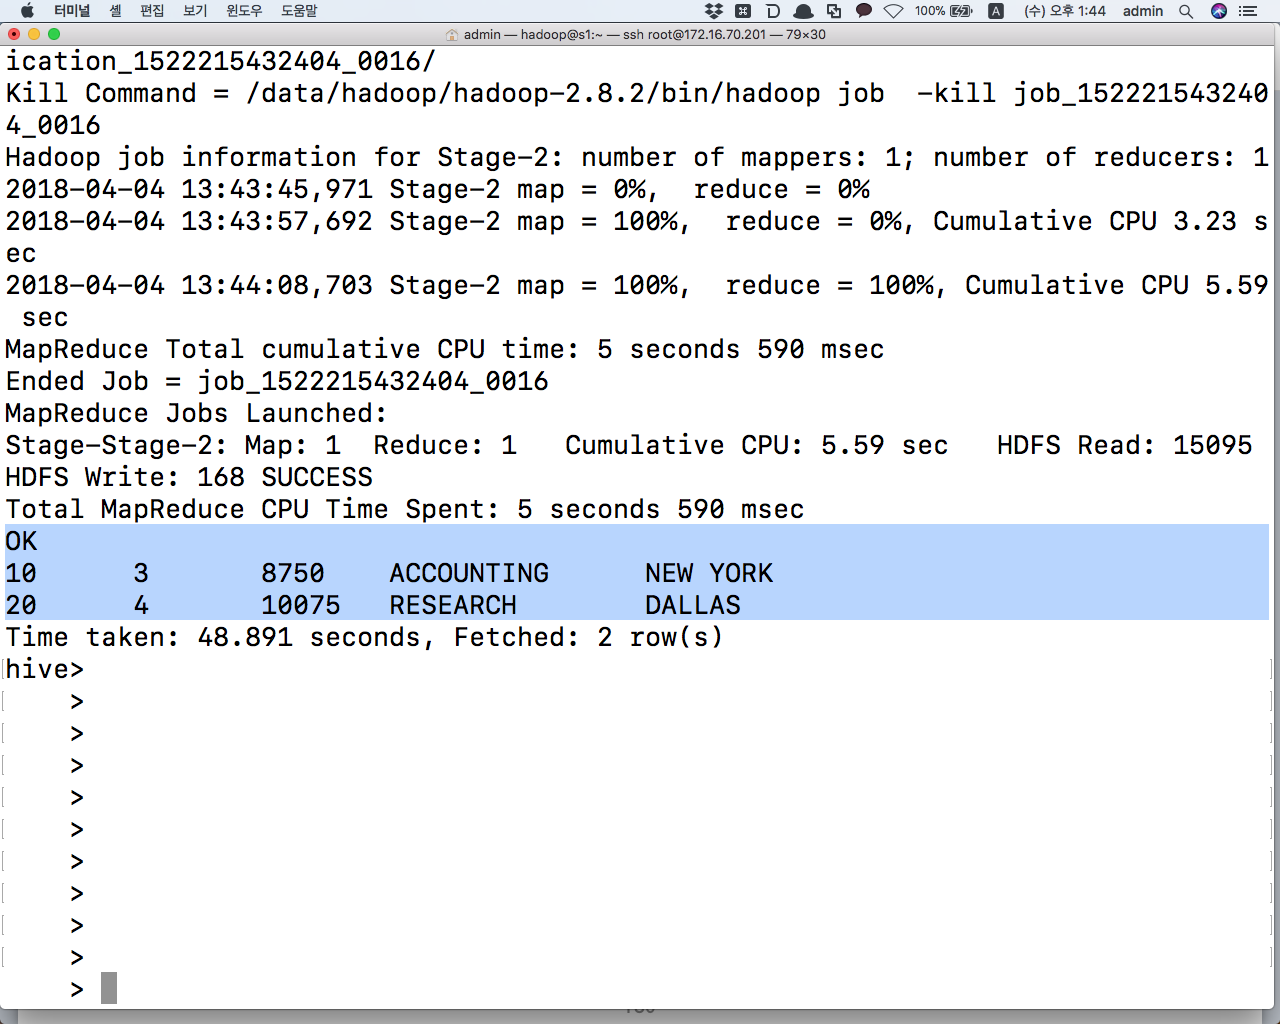 터미널 셸 편집 보기 윈도우 도움말 100% A (수) 오후 1:44 admin
admin — hadoop@s1:~ — ssh root@172.16.70.201 — 79×30
ication_1522215432404_0016/
Kill Command = /data/hadoop/hadoop-2.8.2/bin/hadoop job  -kill job_152221543240
4_0016
Hadoop job information for Stage-2: number of mappers: 1; number of reducers: 1
2018-04-04 13:43:45,971 Stage-2 map = 0%,  reduce = 0%
2018-04-04 13:43:57,692 Stage-2 map = 100%,  reduce = 0%, Cumulative CPU 3.23 s
ec
2018-04-04 13:44:08,703 Stage-2 map = 100%,  reduce = 100%, Cumulative CPU 5.59
 sec
MapReduce Total cumulative CPU time: 5 seconds 590 msec
Ended Job = job_1522215432404_0016
MapReduce Jobs Launched:
Stage-Stage-2: Map: 1  Reduce: 1   Cumulative CPU: 5.59 sec   HDFS Read: 15095
HDFS Write: 168 SUCCESS
Total MapReduce CPU Time Spent: 5 seconds 590 msec
OK
10	3	8750	ACCOUNTING	NEW YORK
20	4	10075	RESEARCH	DALLAS
Time taken: 48.891 seconds, Fetched: 2 row(s)
hive>
    >
    >
    >
    >
    >
    >
    >
    >
    >
    >